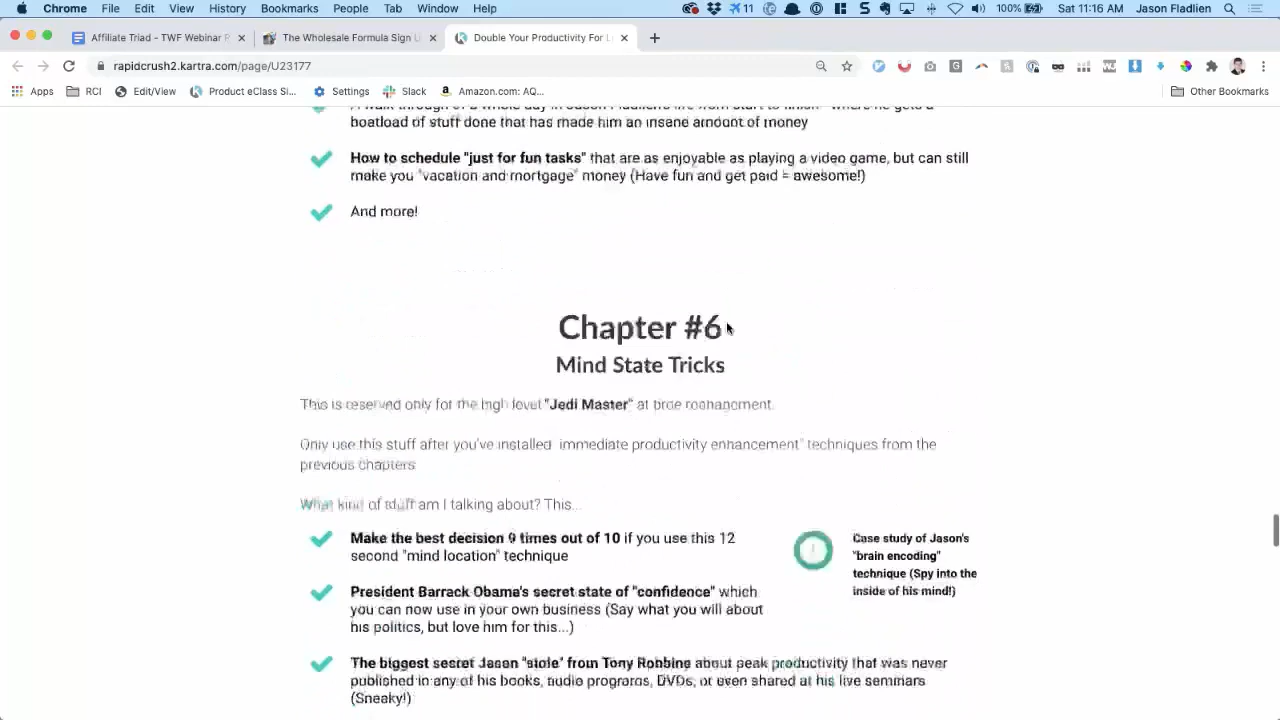 Chrome File Edit View History Bookmarks People Tab Window Help 11 100% Sat 11:16 AM Jason Fladlien
Affiliate Triad - TWF Webinar R × The Wholesale Formula Sign U × Double Your Productivity For L × +
rapidcrush2.kartra.com/page/U23177
Apps RCI Edit/View Product eClass Si... Settings Slack Amazon.com: AQ... Other Bookmarks
A walk through of a whole day in Jason Fladlien's life from start to finish - where he gets a
boatload of stuff done that has made him an insane amount of money
How to schedule "just for fun tasks" that are as enjoyable as playing a video game, but can still
make you "vacation and mortgage" money (Have fun and get paid = awesome!)
And more!
Chapter #6
Mind State Tricks
This is reserved only for the high level "Jedi Master" at time management.
Only use this stuff after you've installed immediate productivity enhancement" techniques from the
previous chapters
What kind of stuff am I talking about? This...
Make the best decision 9 times out of 10 if you use this 12
second "mind location" technique
Case study of Jason's
"brain encoding"
technique (Spy into the
inside of his mind!)
President Barrack Obama's secret state of "confidence" which
you can now use in your own business (Say what you will about
his politics, but love him for this...)
The biggest secret Jason "stole" from Tony Robbins about peak productivity that was never
published in any of his books, audio programs, DVDs, or even shared at his live seminars
(Sneaky!)